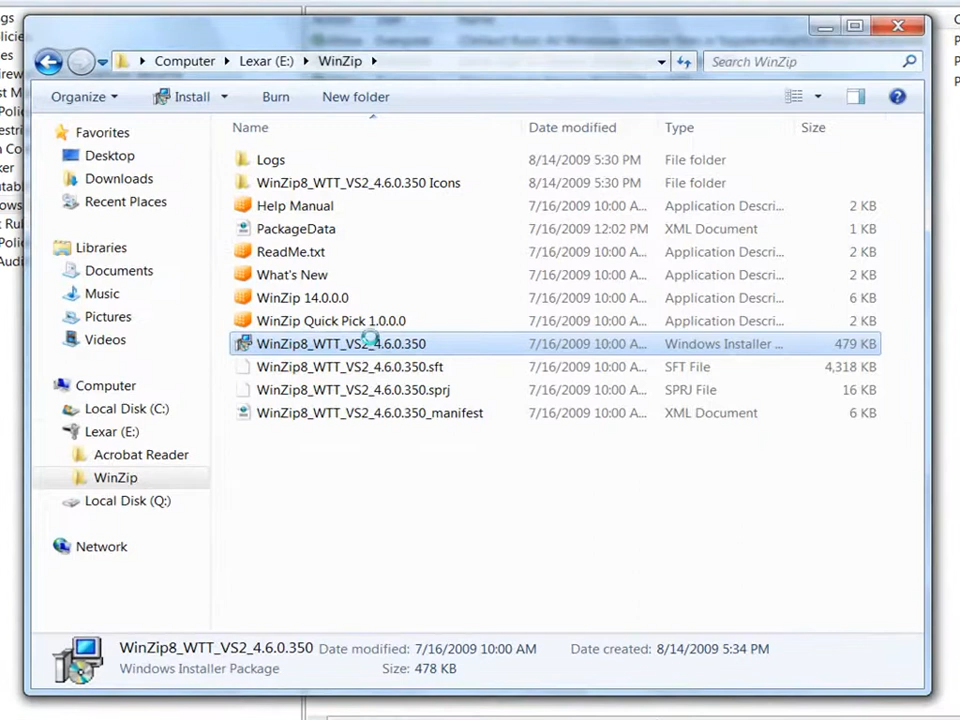 Computer Lexar (E:) WinZip Search WinZip
Organize Install Burn New folder
Name Date modified Type Size
Favorites
Desktop
Downloads
Recent Places
Libraries
Documents
Music
Pictures
Videos
Computer
Local Disk (C:)
Lexar (E:)
Acrobat Reader
WinZip
Local Disk (Q:)
Network
Logs 8/14/2009 5:30 PM File folder
WinZip8_WTT_VS2_4.6.0.350 Icons 8/14/2009 5:30 PM File folder
Help Manual 7/16/2009 10:00 A... Application Descri... 2 KB
PackageData 7/16/2009 12:02 PM XML Document 1 KB
ReadMe.txt 7/16/2009 10:00 A... Application Descri... 2 KB
What's New 7/16/2009 10:00 A... Application Descri... 2 KB
WinZip 14.0.0.0 7/16/2009 10:00 A... Application Descri... 6 KB
WinZip Quick Pick 1.0.0.0 7/16/2009 10:00 A... Application Descri... 2 KB
WinZip8_WTT_VS2_4.6.0.350 7/16/2009 10:00 A... Windows Installer ... 479 KB
WinZip8_WTT_VS2_4.6.0.350.sft 7/16/2009 10:00 A... SFT File 4,318 KB
WinZip8_WTT_VS2_4.6.0.350.sprj 7/16/2009 10:00 A... SPRJ File 16 KB
WinZip8_WTT_VS2_4.6.0.350_manifest 7/16/2009 10:00 A... XML Document 6 KB
WinZip8_WTT_VS2_4.6.0.350 Date modified: 7/16/2009 10:00 AM Date created: 8/14/2009 5:34 PM
Windows Installer Package Size: 478 KB